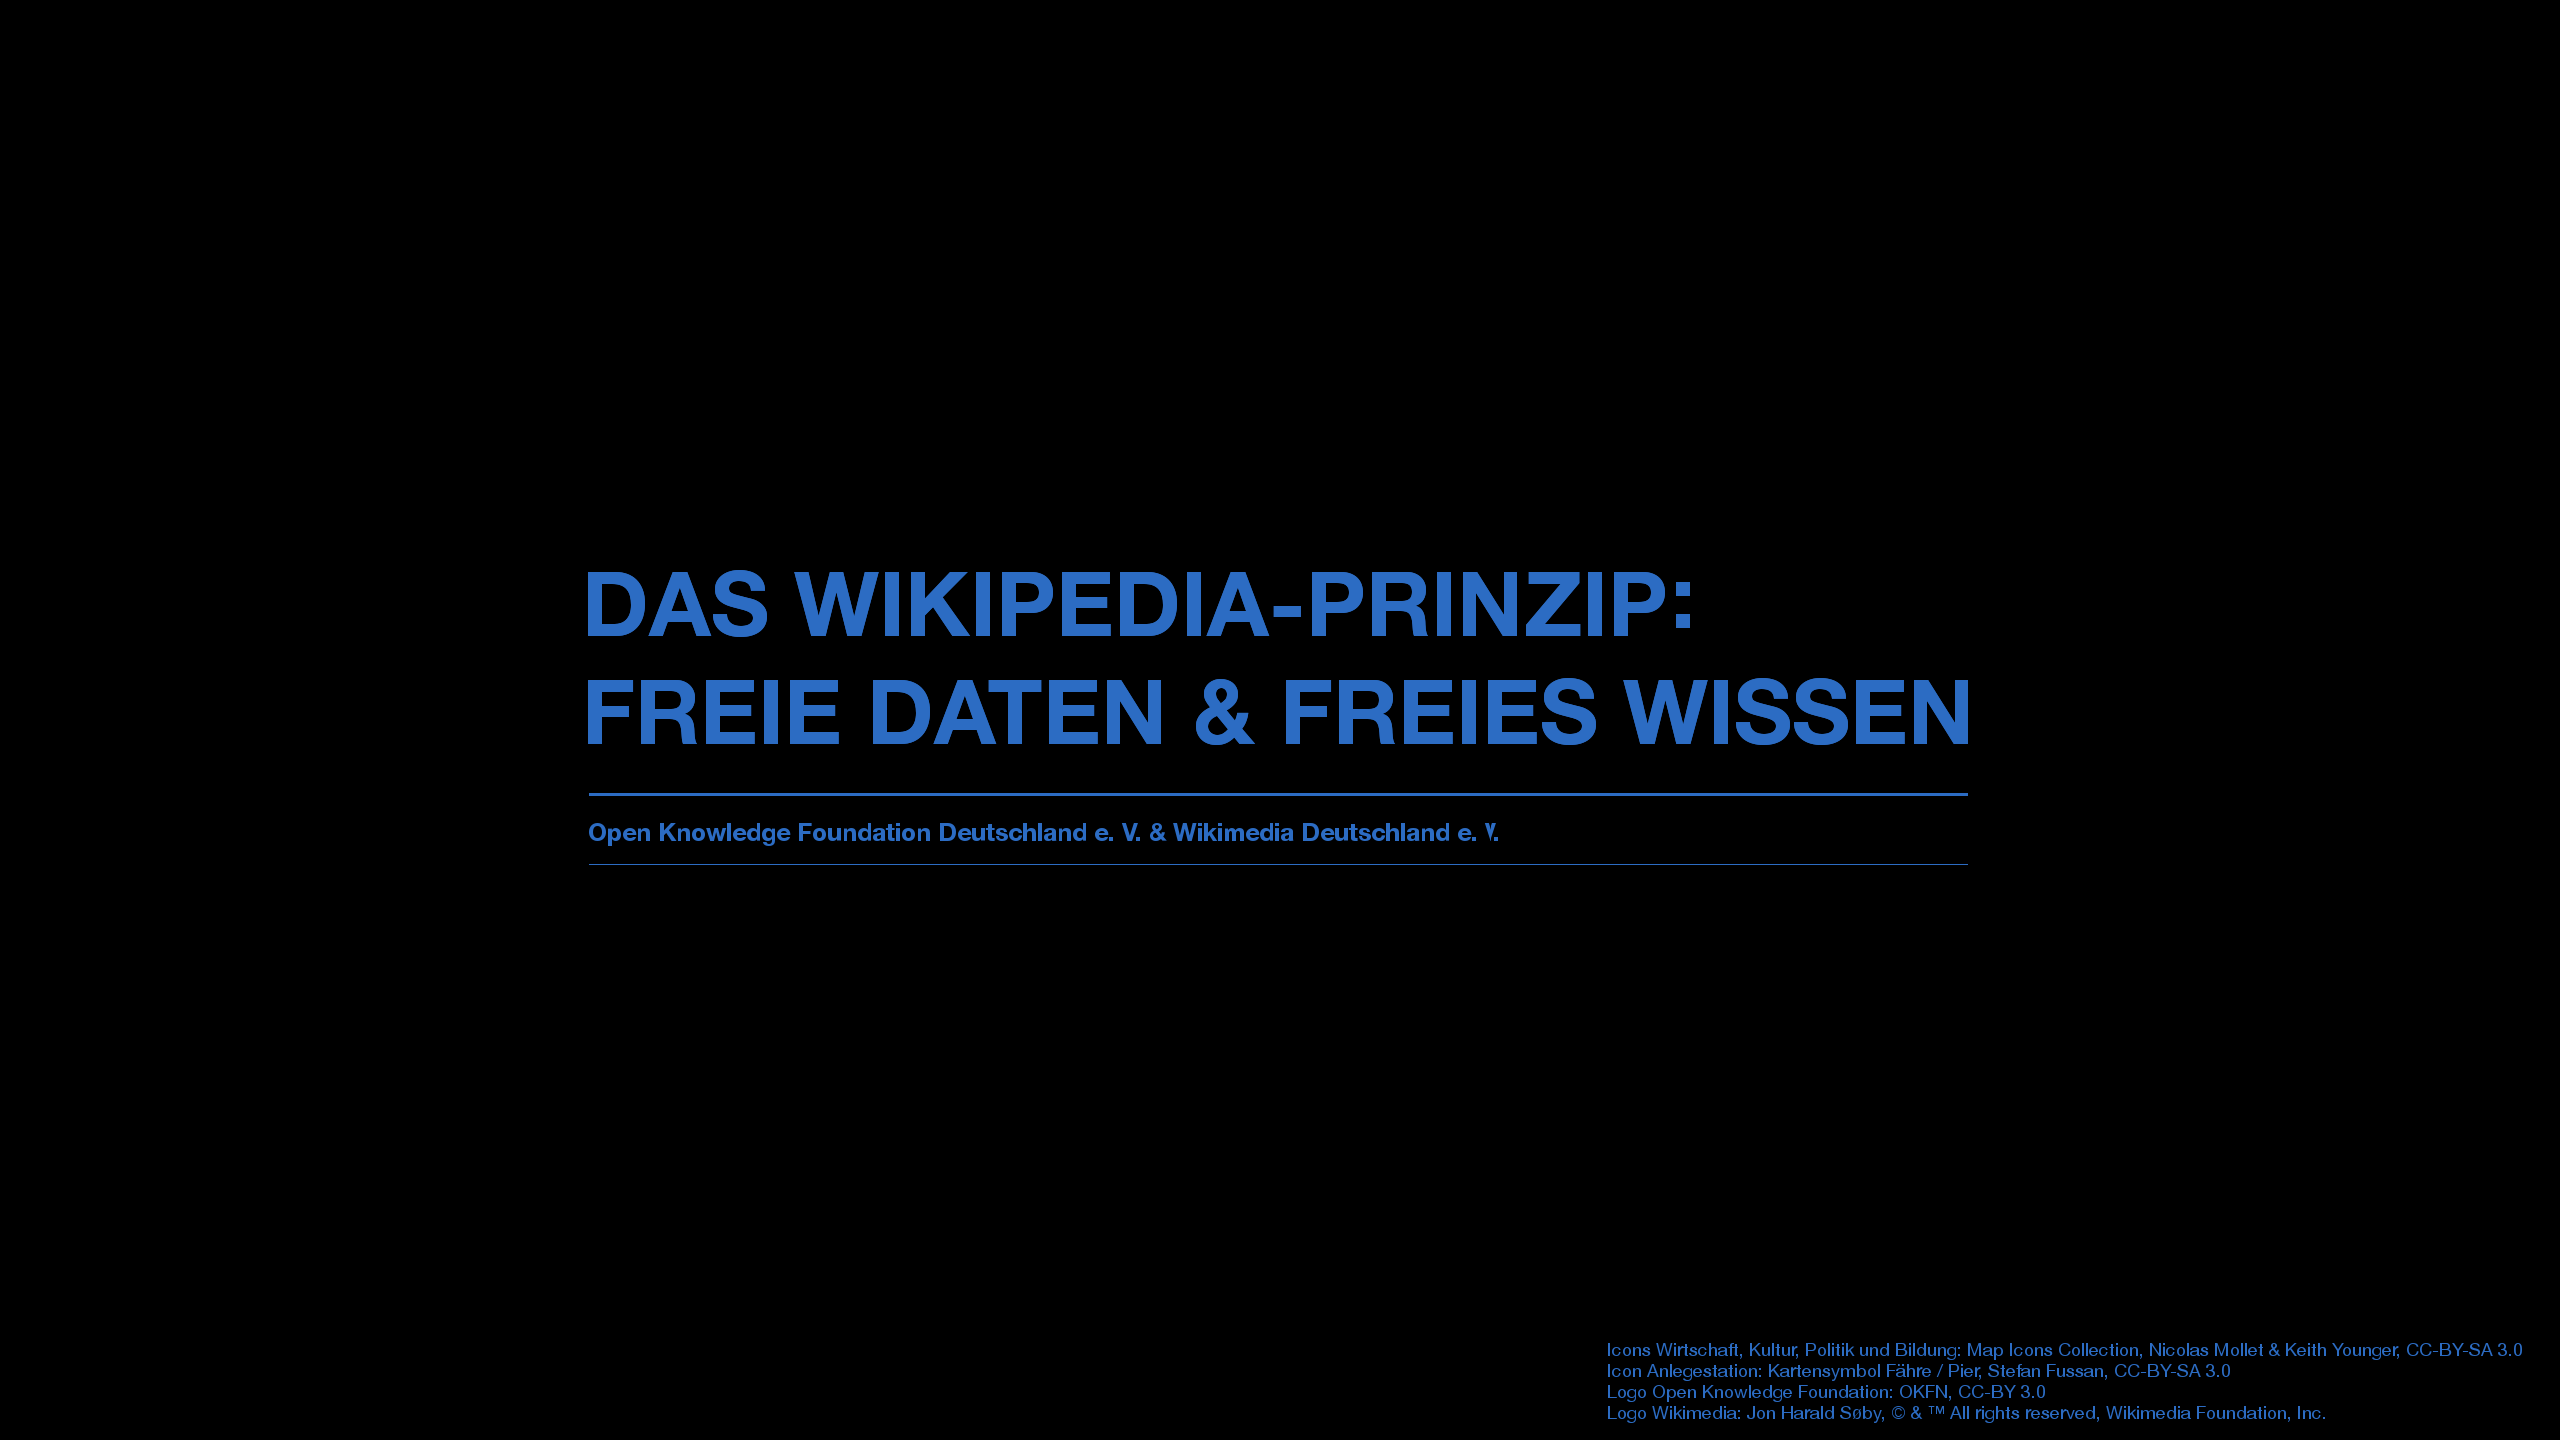 DAS WIKIPEDIA-PRINZIP:
FREIE DATEN & FREIES WISSEN
Open Knowledge Foundation Deutschland e. V. & Wikimedia Deutschland e. V.
Icons Wirtschaft, Kultur, Politik und Bildung: Map Icons Collection, Nicolas Mollet & Keith Younger, CC-BY-SA 3.0
Icon Anlegestation: Kartensymbol Fähre / Pier, Stefan Fussan, CC-BY-SA 3.0
Logo Open Knowledge Foundation: OKFN, CC-BY 3.0
Logo Wikimedia: Jon Harald Søby, © & ™ All rights reserved, Wikimedia Foundation, Inc.